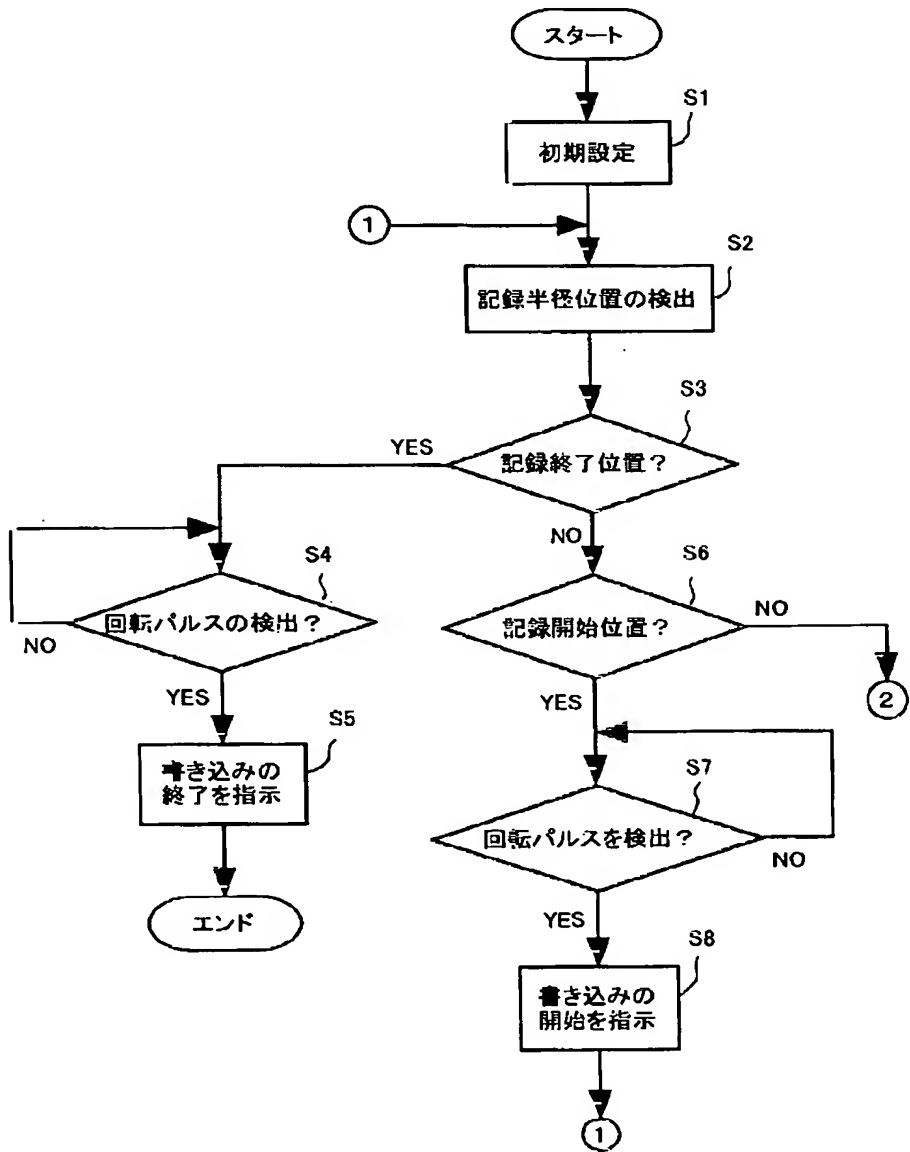 スタート
S1
初期設定
1
S2
記録半径位置の検出
S3
YES
記録終了位置?
NO
S4
回転パルスの検出?
NO
YES
S5
書き込みの
終了を指示
エンド
S6
記録開始位置?
NO
2
YES
S7
回転パルスを検出?
NO
YES
S8
書き込みの
開始を指示
1